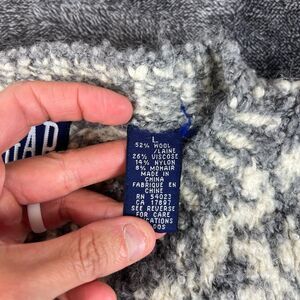 GAP
L
52% WOOL
/LAINE
26% VISCOSE
14% NYLON
8% MOHAIR
MADE IN
CHINA
FABRIQUE EN
CHINE
RN 54023
CA 17897
SEE REVERSE
FOR CARE